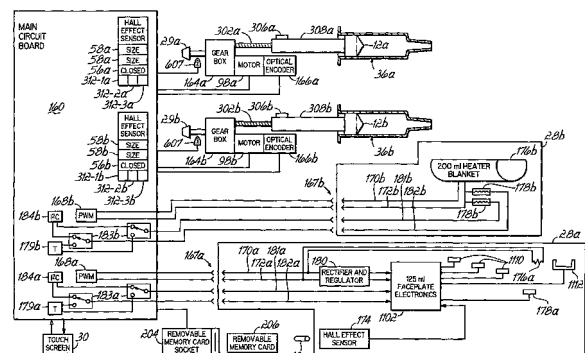 MAIN
CIRCUIT
BOARD
160
HALL
EFFECT
SENSOR
SIZE
SIZE
CLOSED
58a
58a
56a
312-1a
312-2a
312-3a
29a
607
164a
GEAR
BOX
302a
306a
308a
12a
36a
MOTOR
OPTICAL
ENCODER
98a
166a
HALL
EFFECT
SENSOR
SIZE
SIZE
CLOSED
58b
58b
56b
312-1b
312-2b
312-3b
29b
607
164b
GEAR
BOX
302b
306b
308b
12b
36b
MOTOR
OPTICAL
ENCODER
98b
166b
28b
200 ml HEATER
BLANKET
176b
178b
178b
167b
170b
172b
181b
182b
184b
168b
PWM
183b
179b
T
184a
168a
PWM
183a
179a
T
167a
170a
172a
181a
182a
180
RECTIFIER AND
REGULATOR
125 ml
FACEPLATE
ELECTRONICS
1102
1110
176a
1112
178a
28a
TOUCH
SCREEN
30
204
REMOVABLE
MEMORY CARD
SOCKET
206
REMOVABLE
MEMORY CARD
HALL EFFECT
SENSOR
174